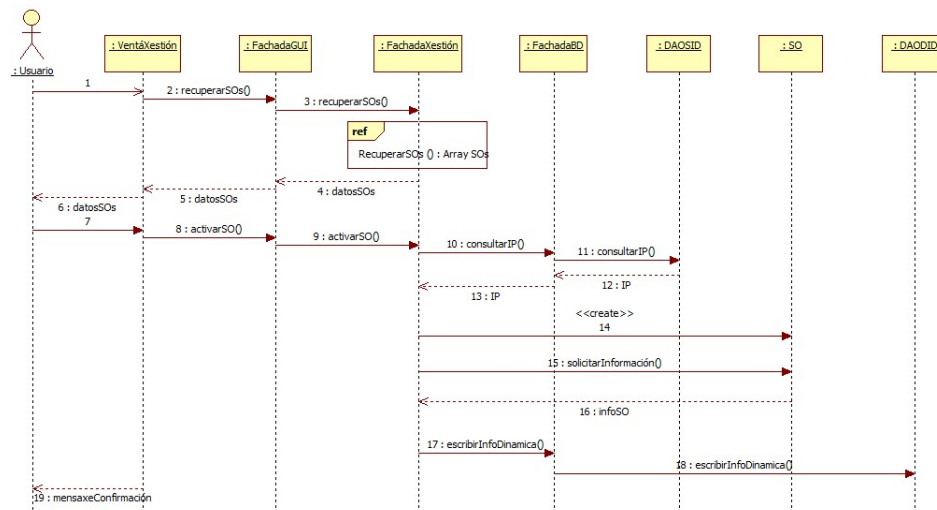 : Usuario
: VentáXestión
: FachadaGUI
: FachadaXestión
: FachadaBD
: DAOSID
: SO
: DAODID
1
2 : recuperarSOs()
3 : recuperarSOs()
ref
RecuperarSOs () : Array SOs
4 : datosSOs
5 : datosSOs
6 : datosSOs
7
8 : activarSO()
9 : activarSO()
10 : consultarIP()
11 : consultarIP()
12 : IP
13 : IP
<<create>>
14
15 : solicitarInformación()
16 : infoSO
17 : escribirInfoDinamica()
18 : escribirInfoDinamica()
19 : mensaxeConfirmación